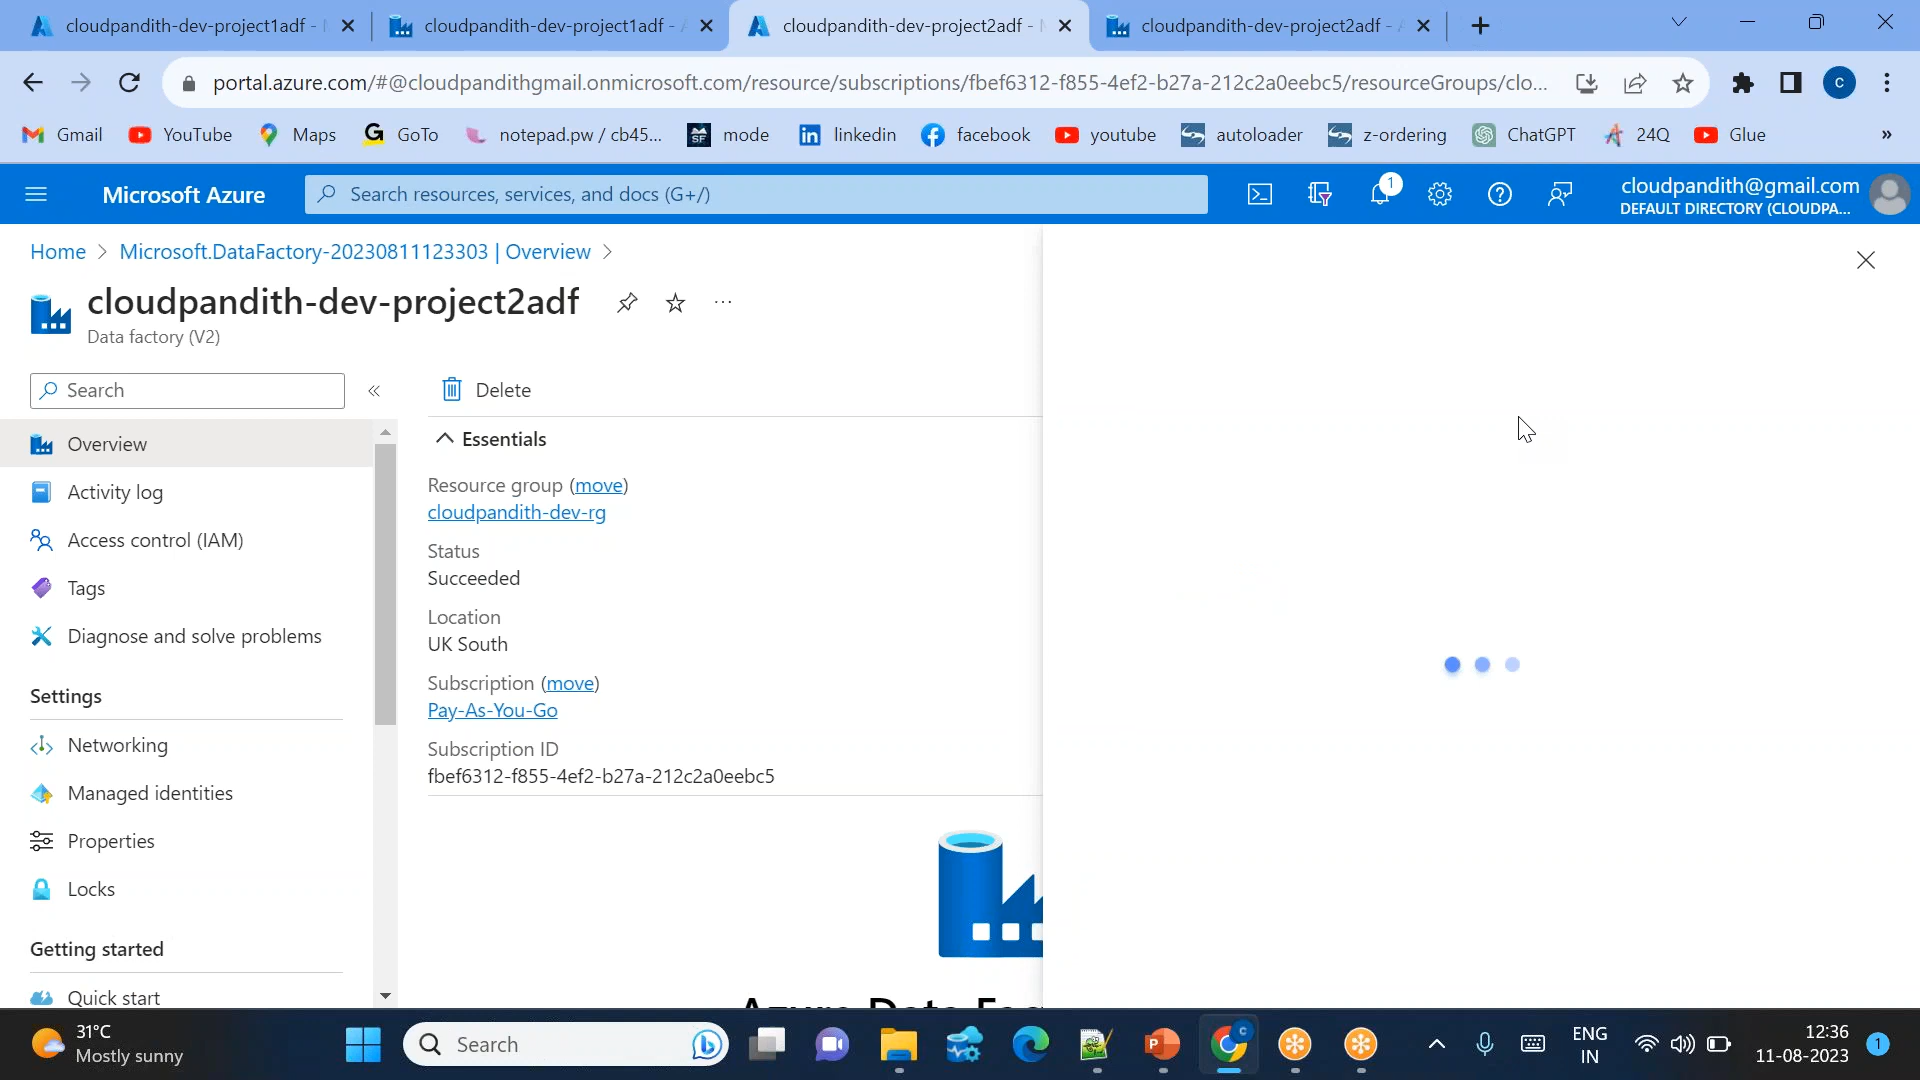 cloudpandith-dev-project1adf -
cloudpandith-dev-project1adf -
cloudpandith-dev-project2adf -
cloudpandith-dev-project2adf -
portal.azure.com/#@cloudpandithgmail.onmicrosoft.com/resource/subscriptions/fbef6312-f855-4ef2-b27a-212c2a0eebc5/resourceGroups/clo...
c
Gmail
YouTube
Maps
GoTo
notepad.pw / cb45...
mode
linkedin
facebook
youtube
autoloader
z-ordering
ChatGPT
24Q
Glue
»
Microsoft Azure
Search resources, services, and docs (G+/)
1
cloudpandith@gmail.com
DEFAULT DIRECTORY (CLOUDPA...
Home > Microsoft.DataFactory-20230811123303 | Overview >
cloudpandith-dev-project2adf
Data factory (V2)
Search
«
Delete
Overview
Activity log
Access control (IAM)
Tags
Diagnose and solve problems
Settings
Networking
Managed identities
Properties
Locks
Getting started
Quick start
Essentials
Resource group (move)
cloudpandith-dev-rg
Status
Succeeded
Location
UK South
Subscription (move)
Pay-As-You-Go
Subscription ID
fbef6312-f855-4ef2-b27a-212c2a0eebc5
31°C
Mostly sunny
Search
ENG
IN
12:36
11-08-2023
1